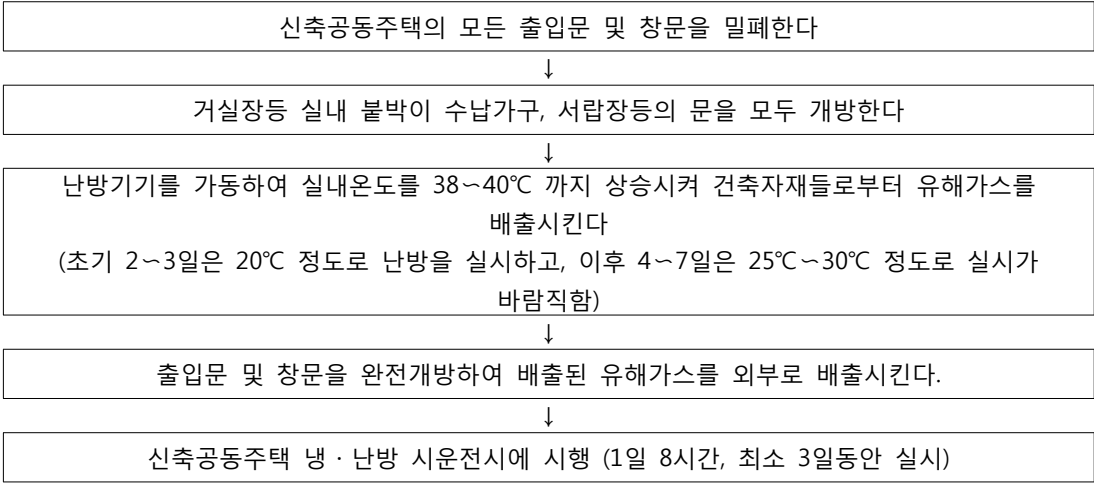 신축공동주택의 모든 출입문 및 창문을 밀폐한다
↓
거실장등 실내 붙박이 수납가구, 서랍장등의 문을 모두 개방한다
↓
난방기기를 가동하여 실내온도를 38∽40℃ 까지 상승시켜 건축자재들로부터 유해가스를
배출시킨다
(초기 2∽3일은 20℃ 정도로 난방을 실시하고, 이후 4∽7일은 25℃∽30℃ 정도로 실시가
바람직함)
↓
출입문 및 창문을 완전개방하여 배출된 유해가스를 외부로 배출시킨다.
↓
신축공동주택 냉ㆍ난방 시운전시에 시행 (1일 8시간, 최소 3일동안 실시)